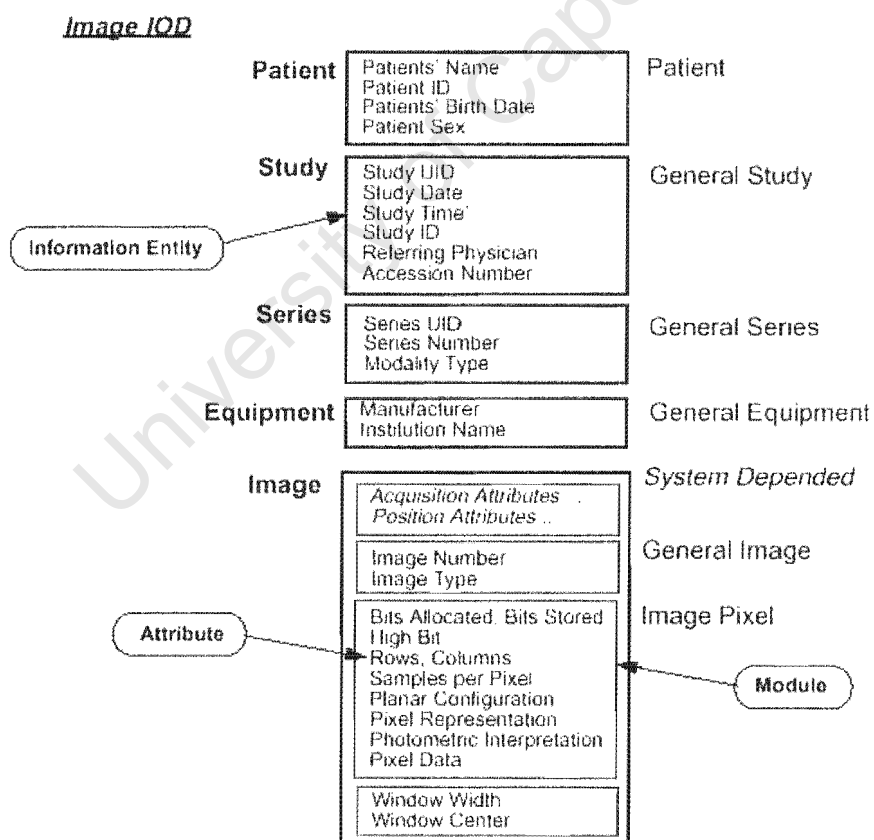 Image IOD
Patient
Patients' Name
Patient ID
Patients' Birth Date
Patient Sex
Patient
Study
Study UID
Study Date
Study Time'
Study ID
Referring Physician
Accession Number
General Study
Information Entity
Series
Series UID
Series Number
Modality Type
General Series
Equipment
Manufacturer
Institution Name
General Equipment
Image
Acquisition Attributes .
Position Attributes ..
System Depended
Image Number
Image Type
General Image
Bits Allocated, Bits Stored
High Bit
Rows, Columns
Samples per Pixel
Planar Configuration
Pixel Representation
Photometric Interpretation
Pixel Data
Image Pixel
Attribute
Module
Window Width
Window Center
University of Cape